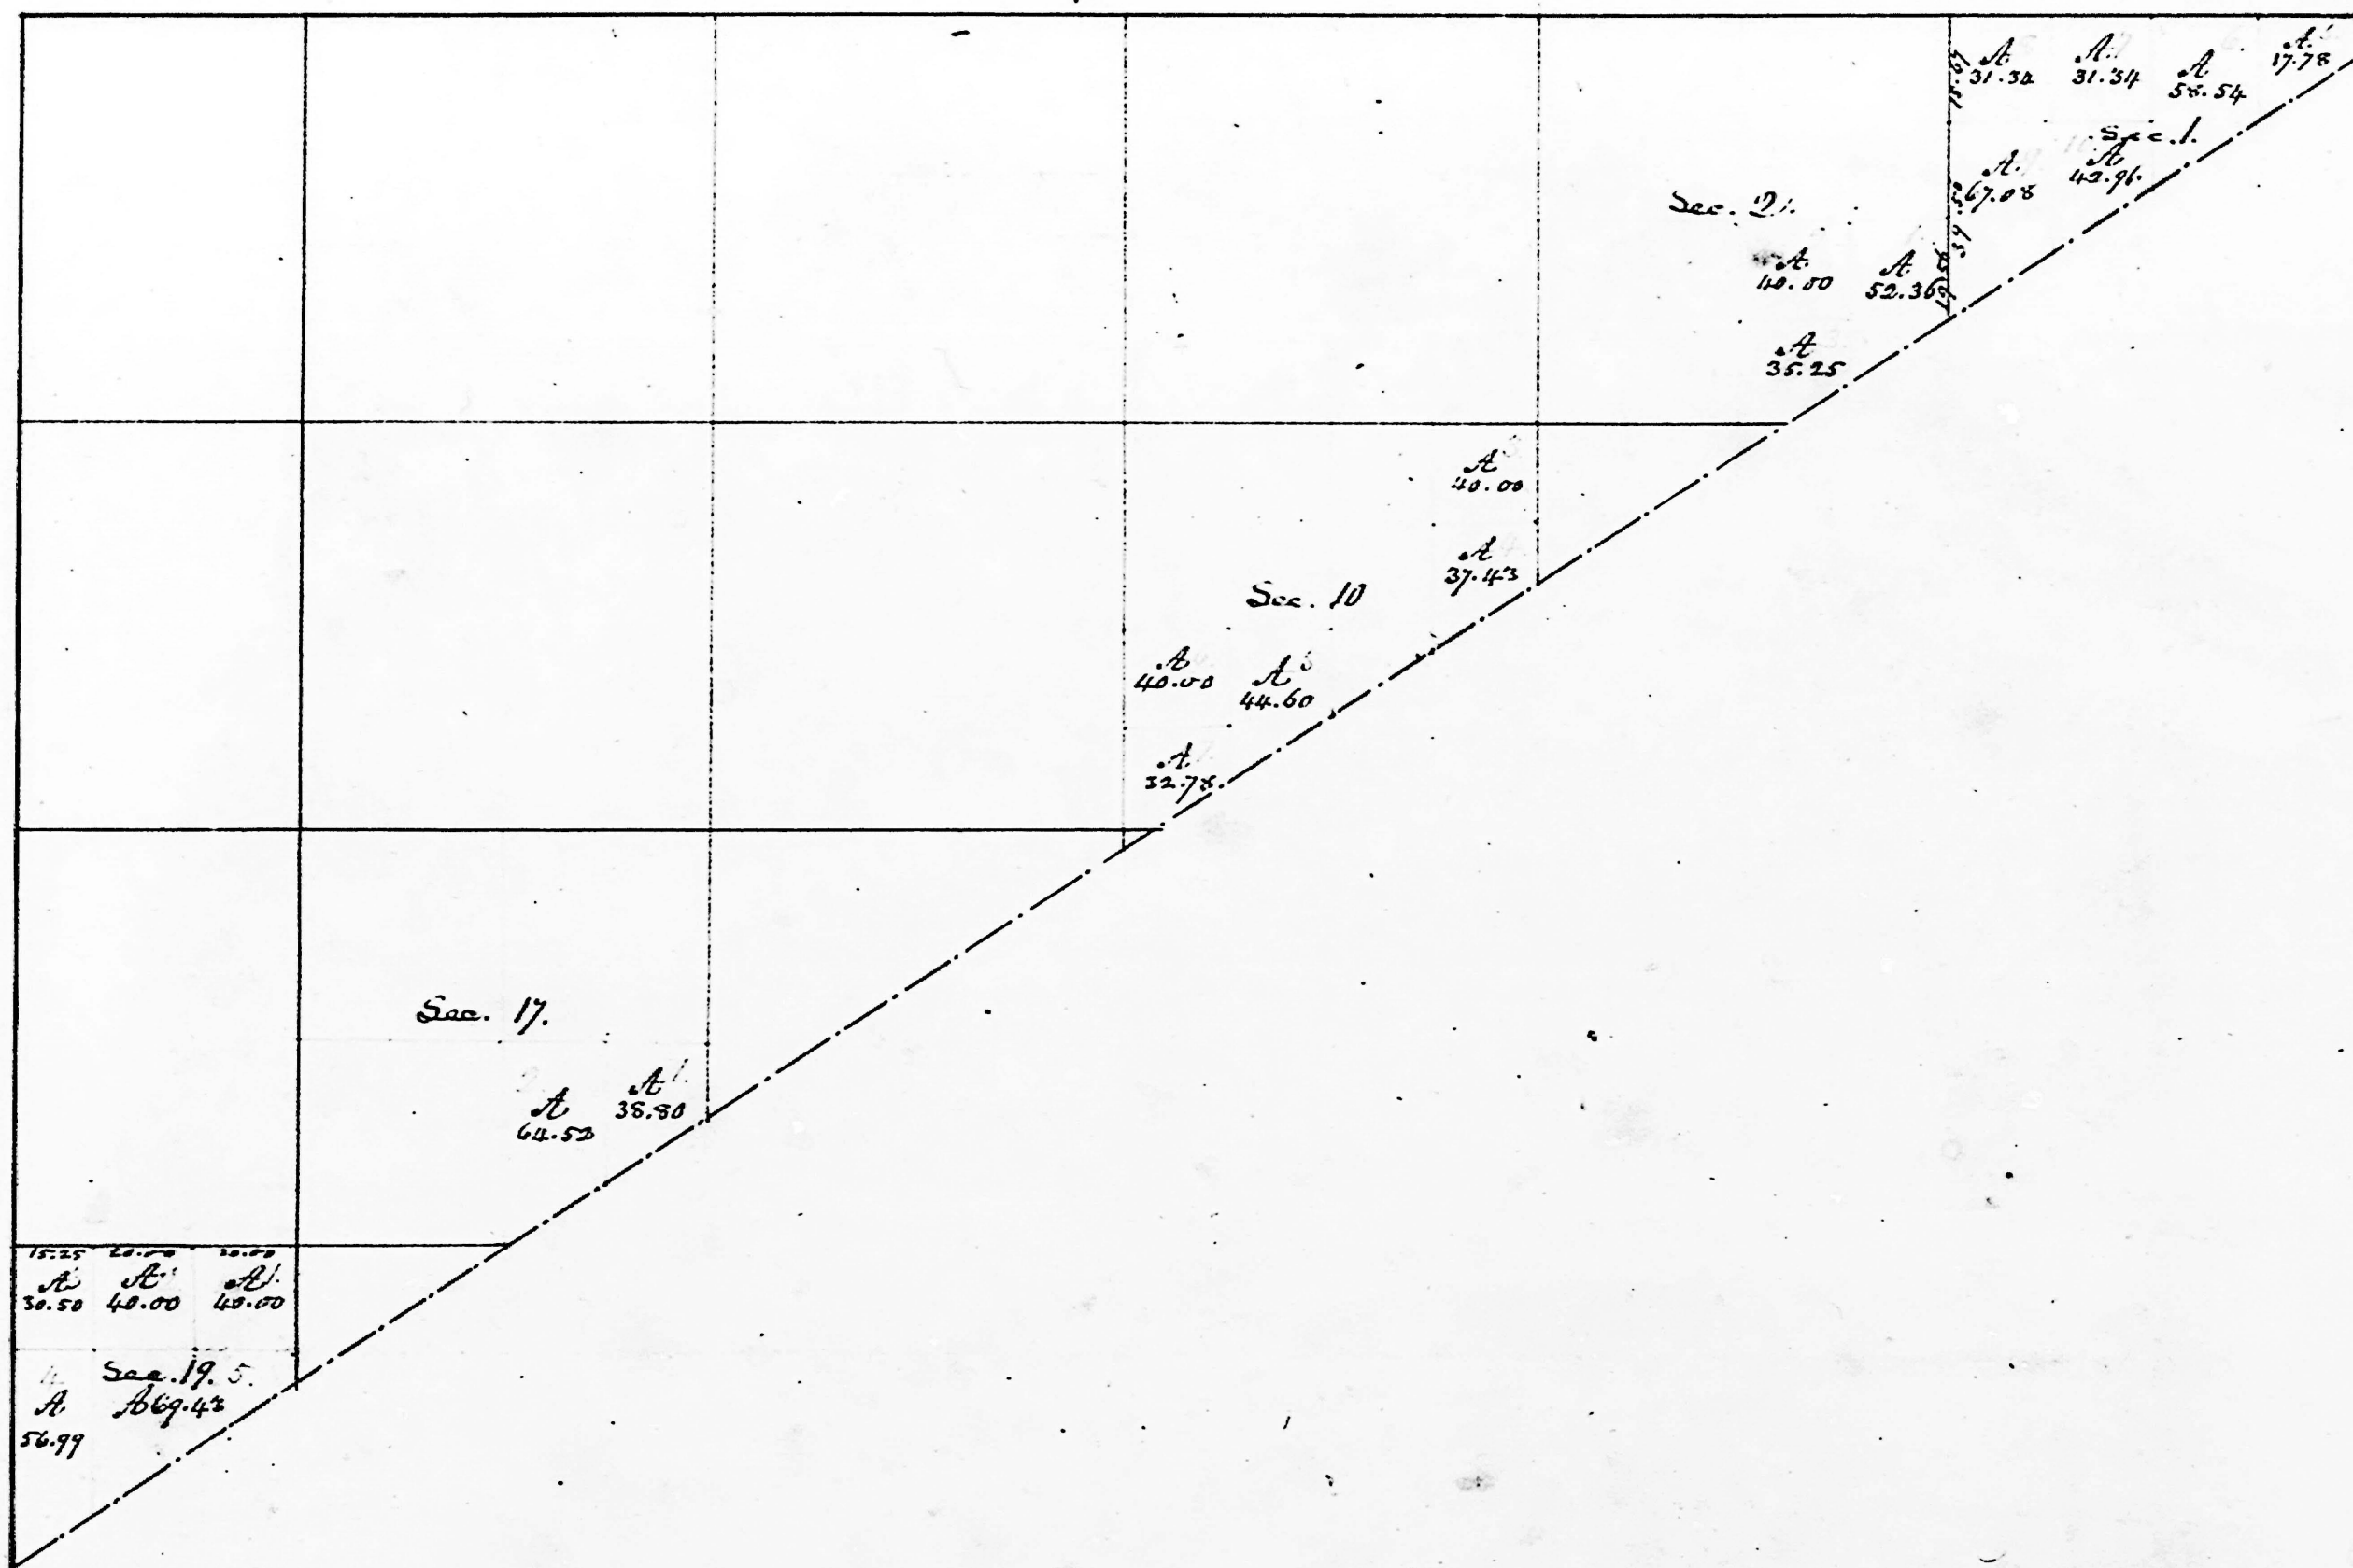 A 31.34
A 31.34
A 58.54
A 17.78
15.67
Sec. 1.
A 67.08
A 42.96
Sec. 2.
A 40.00
A 52.36
A 35.25
A 40.00
A 37.43
Sec. 10
A 40.00
A 44.60
A 32.78
Sec. 17.
A 64.52
A 38.80
15.25 20.00 20.00
A 30.50
A 40.00
A 40.00
Sec. 19.
A 69.43
A 56.99